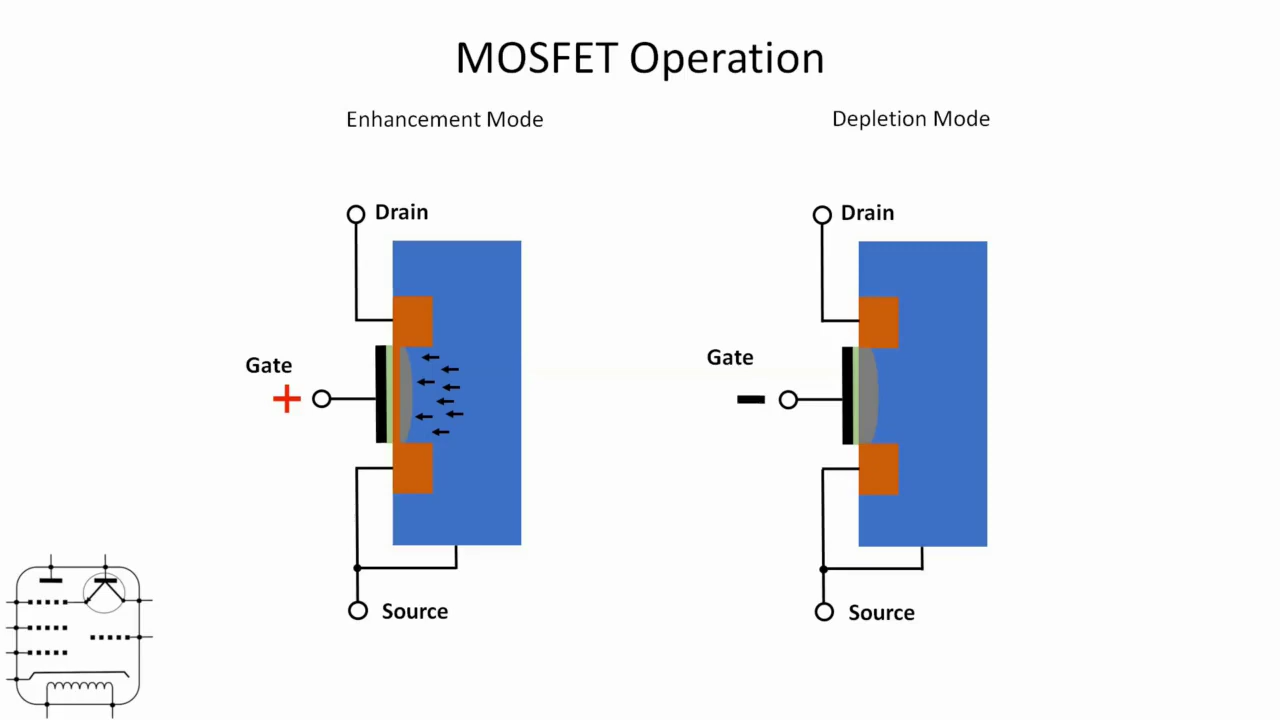 MOSFET Operation
Enhancement Mode
Depletion Mode
Drain
Gate
+
Source
Drain
Gate
-
Source